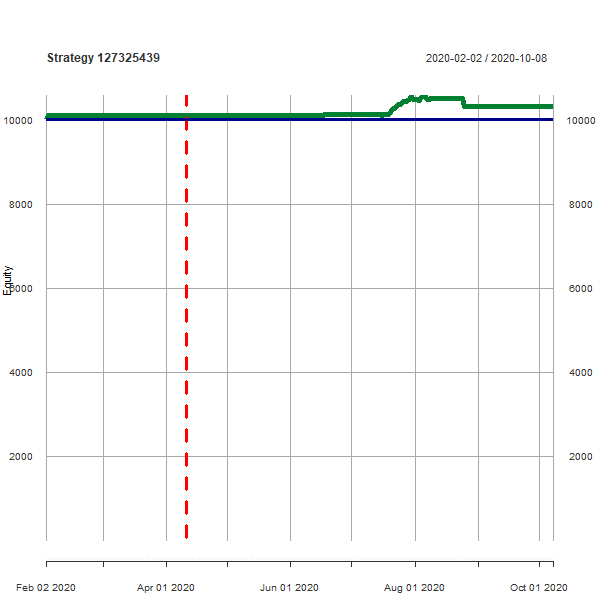 Strategy 127325439
2020-02-02 / 2020-10-08
10000
10000
8000
8000
Equity
6000
6000
4000
4000
2000
2000
Feb 02 2020
Apr 01 2020
Jun 01 2020
Aug 01 2020
Oct 01 2020